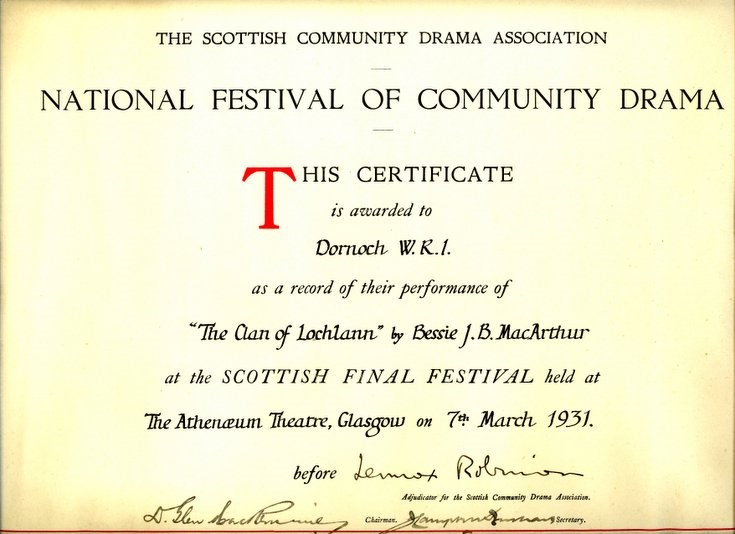 THE SCOTTISH COMMUNITY DRAMA ASSOCIATION
NATIONAL FESTIVAL OF COMMUNITY DRAMA
THIS CERTIFICATE
is awarded to
Dornoch W.R.I.
as a record of their performance of
"The Clan of Lochlann" by Bessie J.B. MacArthur
at the SCOTTISH FINAL FESTIVAL held at
The Athenæum Theatre, Glasgow on 7th March 1931.
before Lennox Robinson
Adjudicator for the Scottish Community Drama Association.
D. Glen MacKemmie Chairman. Secretary.